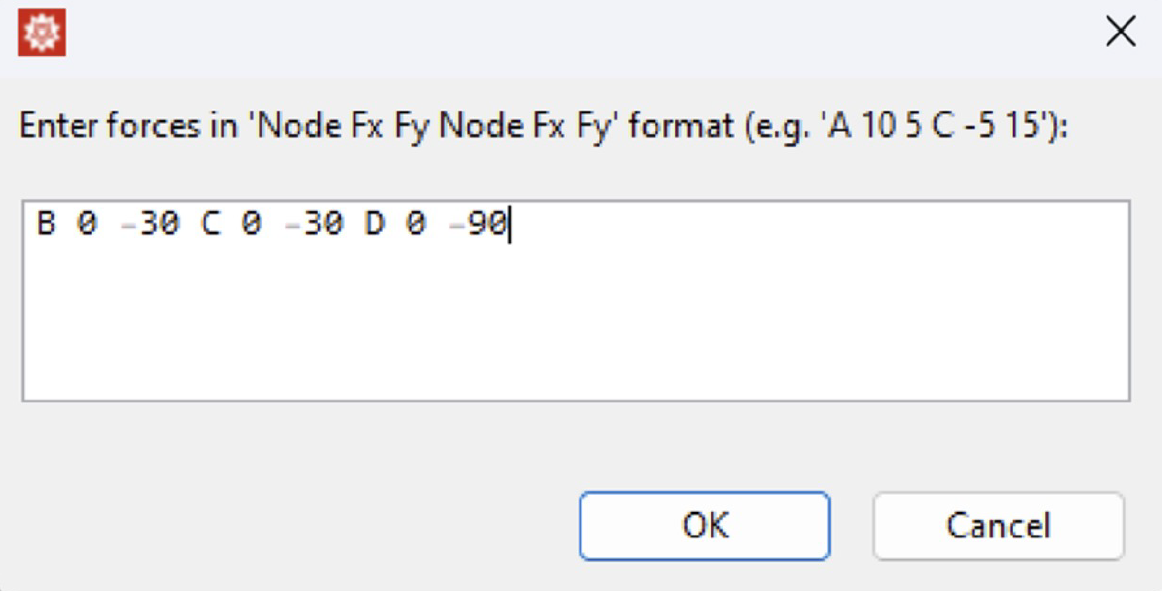 Enter forces in 'Node Fx Fy Node Fx Fy' format (e.g. 'A 10 5 C -5 15'):
B 0 -30 C 0 -30 D 0 -90
OK Cancel